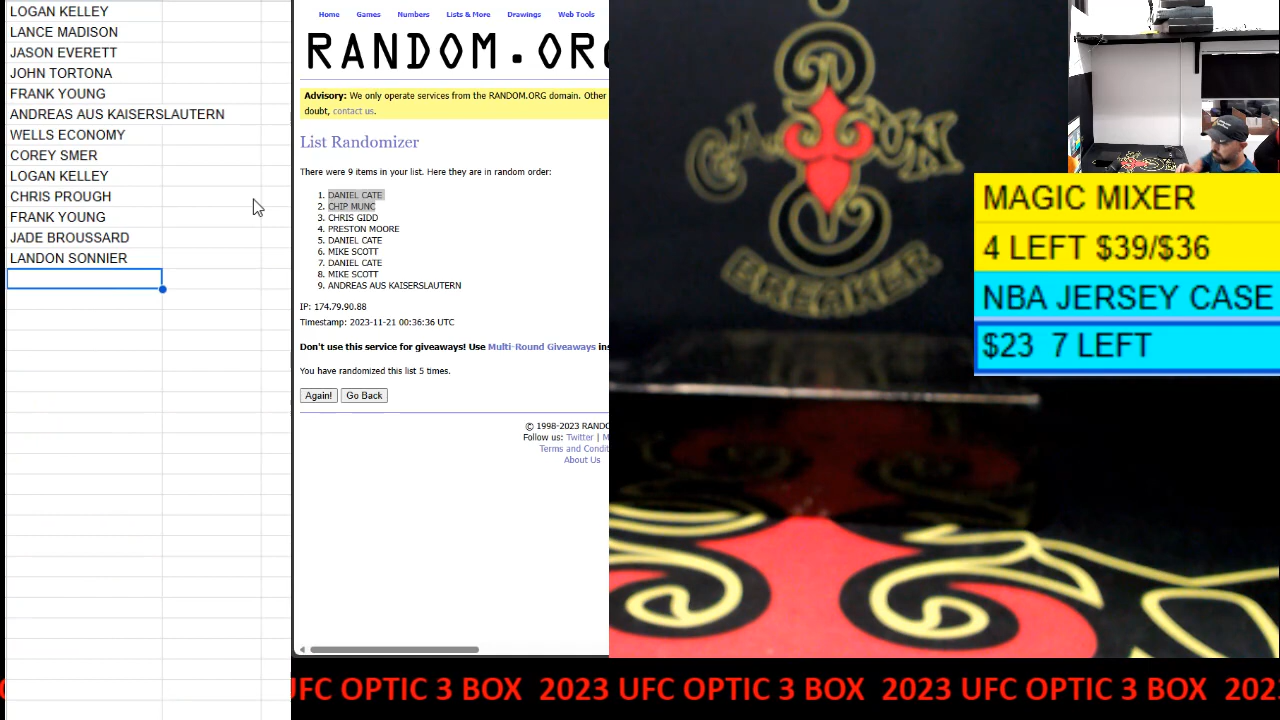 LOGAN KELLEY
LANCE MADISON
JASON EVERETT
JOHN TORTONA
FRANK YOUNG
ANDREAS AUS KAISERSLAUTERN
WELLS ECONOMY
COREY SMER
LOGAN KELLEY
CHRIS PROUGH
FRANK YOUNG
JADE BROUSSARD
LANDON SONNIER
Home Games Numbers Lists & More Drawings Web Tools
RANDOM.ORG
Advisory: We only operate services from the RANDOM.ORG domain. Other
doubt, contact us.
List Randomizer
There were 9 items in your list. Here they are in random order:
1. DANIEL CATE
2. CHIP MUNC
3. CHRIS GIDD
4. PRESTON MOORE
5. DANIEL CATE
6. MIKE SCOTT
7. DANIEL CATE
8. MIKE SCOTT
9. ANDREAS AUS KAISERSLAUTERN
IP: 174.79.90.88
Timestamp: 2023-11-21 00:36:36 UTC
Don't use this service for giveaways! Use Multi-Round Giveaways ins
You have randomized this list 5 times.
Again! Go Back
© 1998-2023 RANDO
Follow us: Twitter | M
Terms and Condit
About Us
CAJUN
BREAKER
MAGIC MIXER
4 LEFT $39/$36
NBA JERSEY CASE
$23 7 LEFT
UFC OPTIC 3 BOX 2023 UFC OPTIC 3 BOX 2023 UFC OPTIC 3 BOX 202